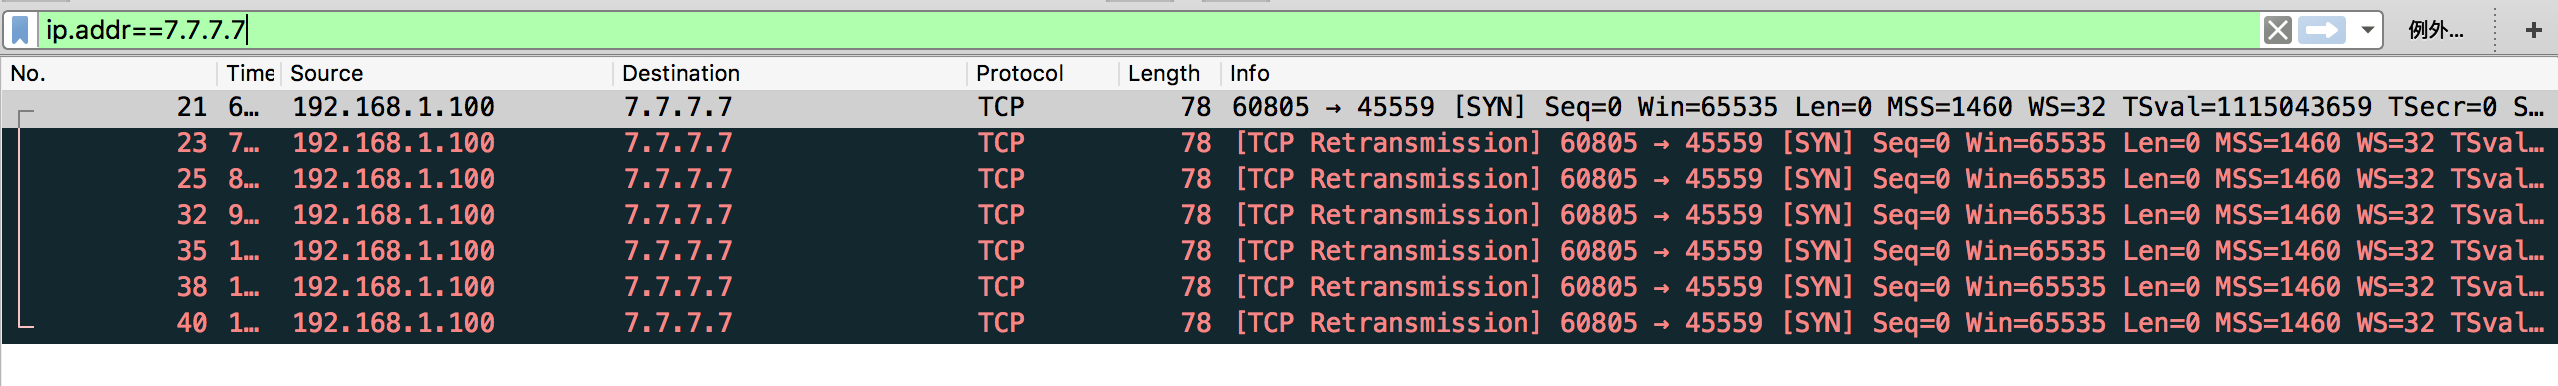 ip.addr==7.7.7.7 例外… +
No. Time Source Destination Protocol Length Info
21 6… 192.168.1.100 7.7.7.7 TCP 78 60805 → 45559 [SYN] Seq=0 Win=65535 Len=0 MSS=1460 WS=32 TSval=1115043659 TSecr=0 S…
23 7… 192.168.1.100 7.7.7.7 TCP 78 [TCP Retransmission] 60805 → 45559 [SYN] Seq=0 Win=65535 Len=0 MSS=1460 WS=32 TSval…
25 8… 192.168.1.100 7.7.7.7 TCP 78 [TCP Retransmission] 60805 → 45559 [SYN] Seq=0 Win=65535 Len=0 MSS=1460 WS=32 TSval…
32 9… 192.168.1.100 7.7.7.7 TCP 78 [TCP Retransmission] 60805 → 45559 [SYN] Seq=0 Win=65535 Len=0 MSS=1460 WS=32 TSval…
35 1… 192.168.1.100 7.7.7.7 TCP 78 [TCP Retransmission] 60805 → 45559 [SYN] Seq=0 Win=65535 Len=0 MSS=1460 WS=32 TSval…
38 1… 192.168.1.100 7.7.7.7 TCP 78 [TCP Retransmission] 60805 → 45559 [SYN] Seq=0 Win=65535 Len=0 MSS=1460 WS=32 TSval…
40 1… 192.168.1.100 7.7.7.7 TCP 78 [TCP Retransmission] 60805 → 45559 [SYN] Seq=0 Win=65535 Len=0 MSS=1460 WS=32 TSval…